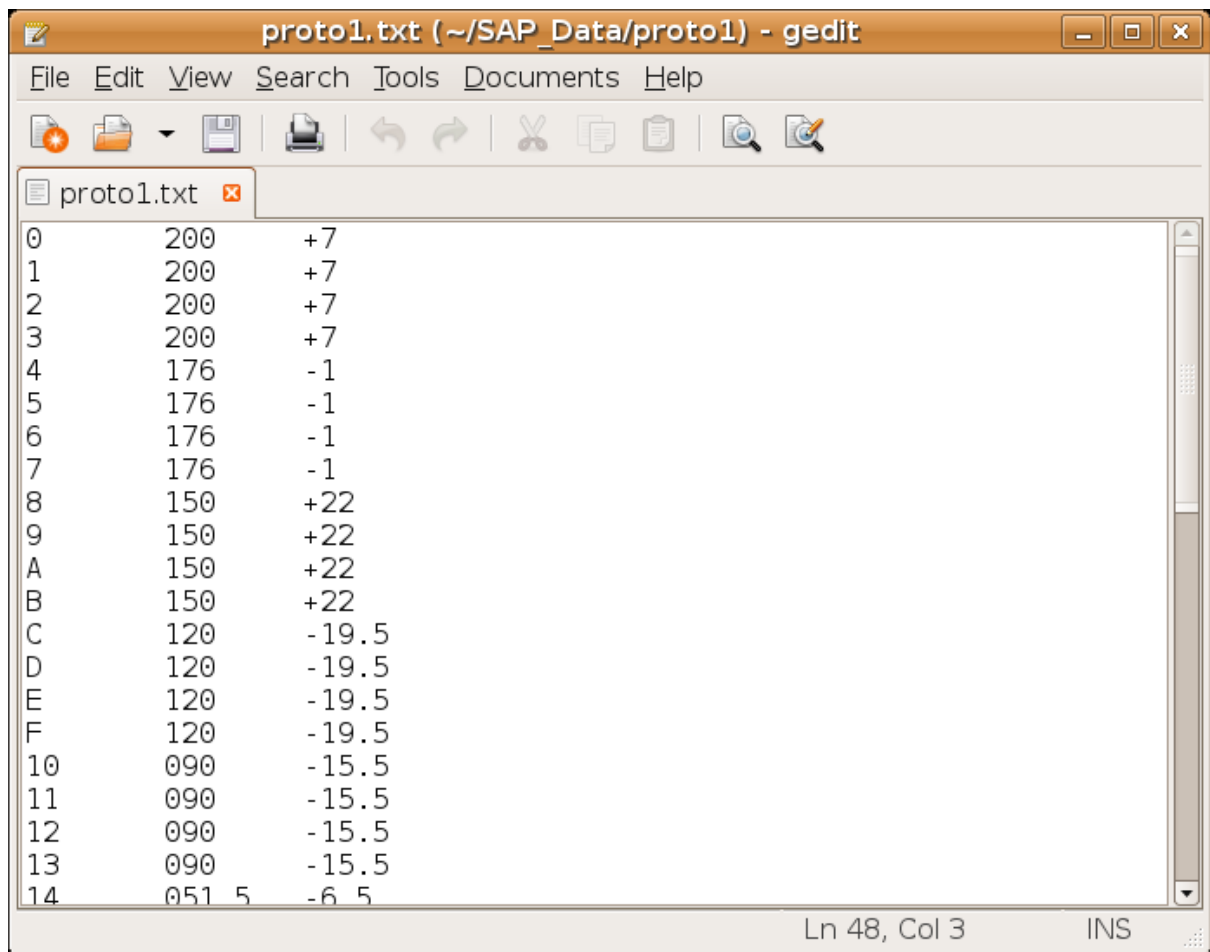 proto1.txt (~/SAP_Data/proto1) - gedit
File Edit View Search Tools Documents Help
proto1.txt
0 200 +7
1 200 +7
2 200 +7
3 200 +7
4 176 -1
5 176 -1
6 176 -1
7 176 -1
8 150 +22
9 150 +22
A 150 +22
B 150 +22
C 120 -19.5
D 120 -19.5
E 120 -19.5
F 120 -19.5
10 090 -15.5
11 090 -15.5
12 090 -15.5
13 090 -15.5
14 051.5 -6.5
Ln 48, Col 3 INS